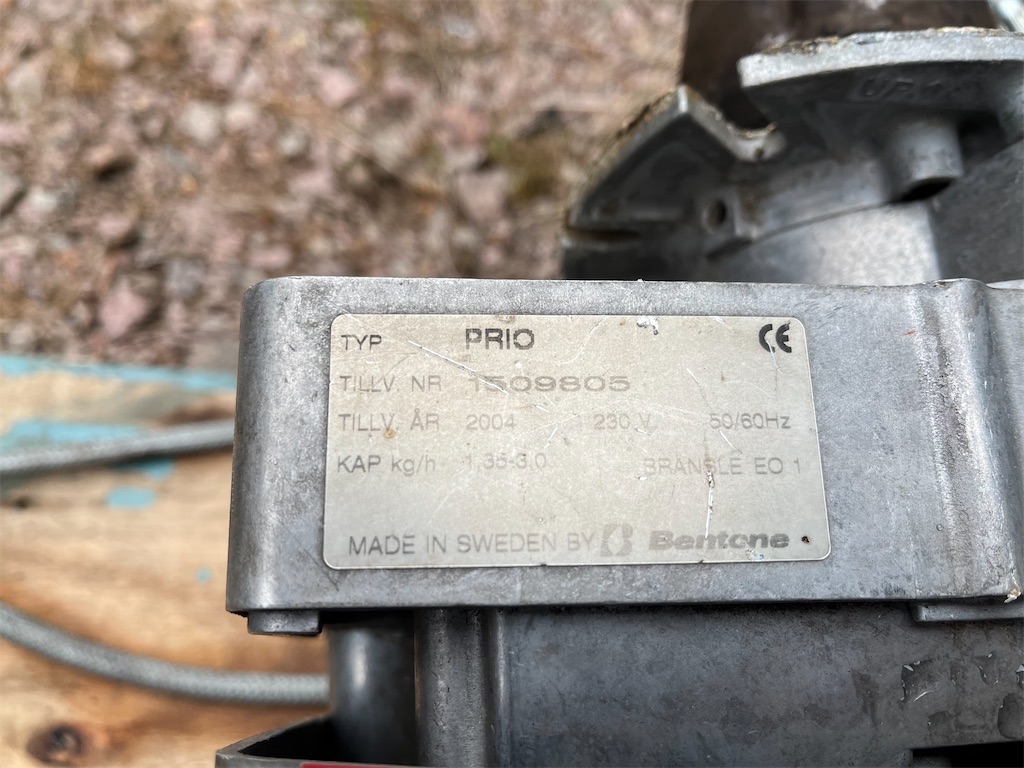 TYP PRIO CE
TILLV. NR 1509805
TILLV. ÅR 2004 230 V 50/60Hz
KAP kg/h 1,35-3,0 BRÄNSLE EO 1
MADE IN SWEDEN BY B Bentone